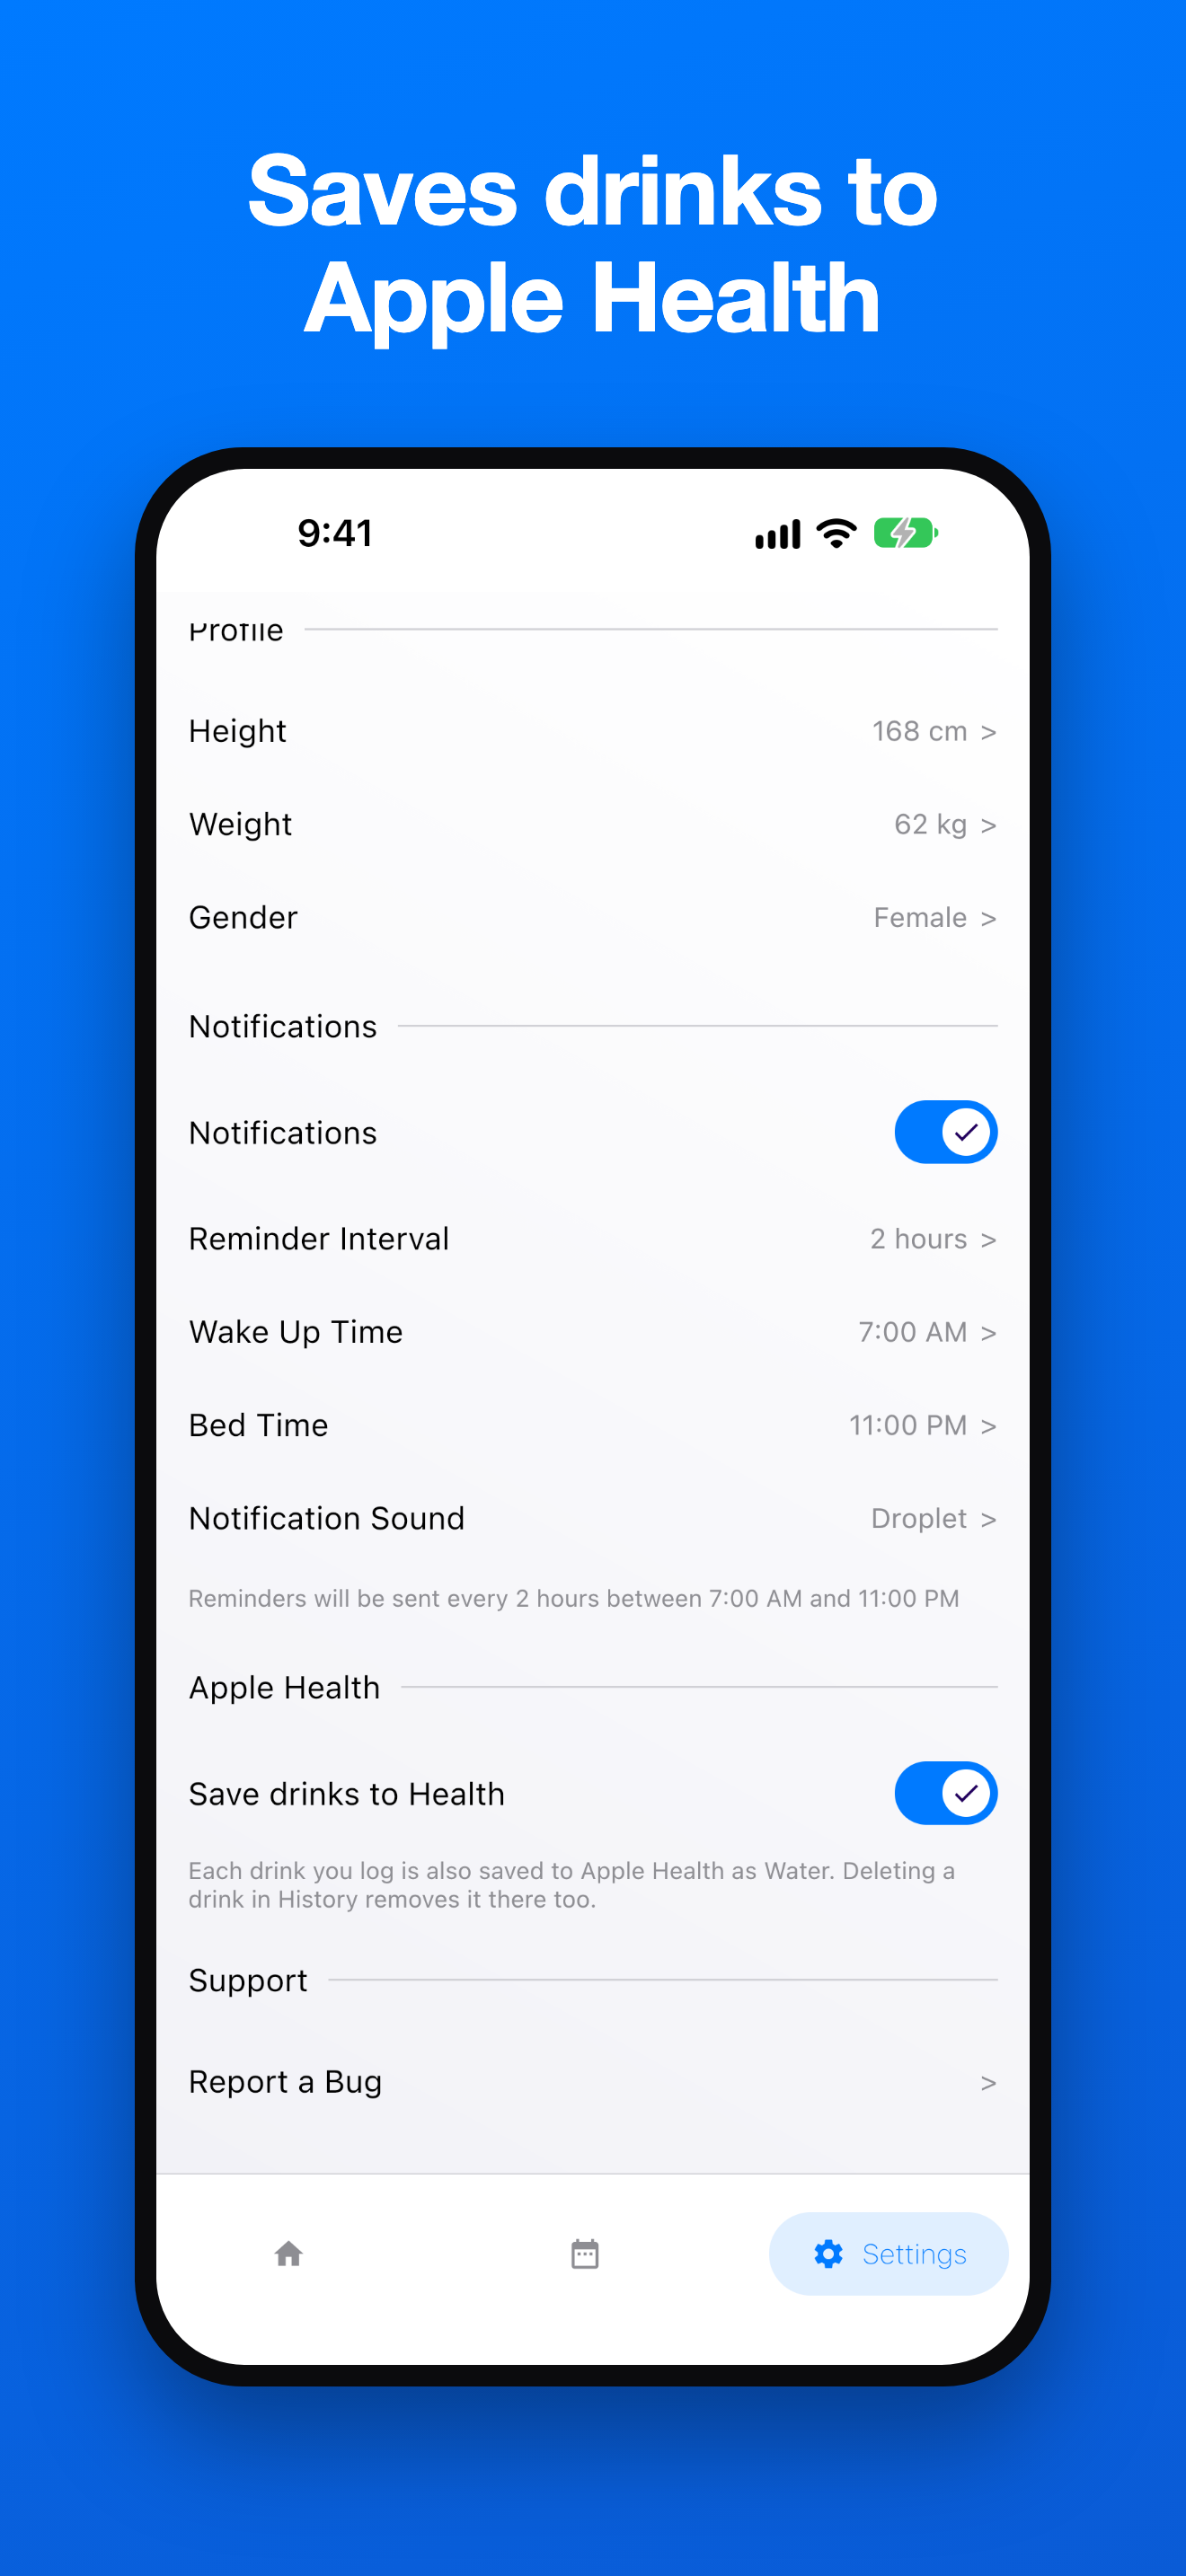 Saves drinks to
Apple Health
9:41
Profile
Height 168 cm >
Weight 62 kg >
Gender Female >
Notifications
Notifications
Reminder Interval 2 hours >
Wake Up Time 7:00 AM >
Bed Time 11:00 PM >
Notification Sound Droplet >
Reminders will be sent every 2 hours between 7:00 AM and 11:00 PM
Apple Health
Save drinks to Health
Each drink you log is also saved to Apple Health as Water. Deleting a
drink in History removes it there too.
Support
Report a Bug >
Settings